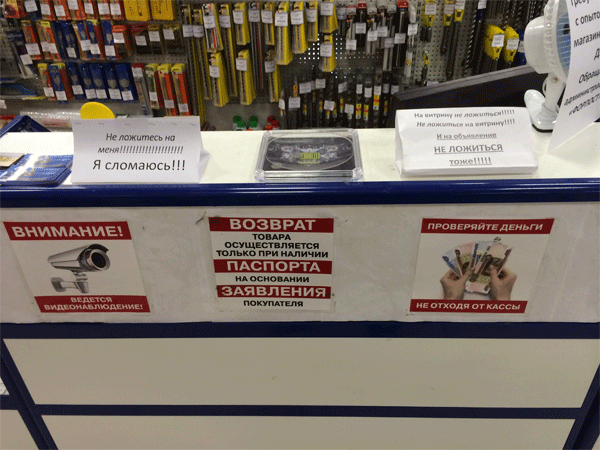 Не ложитесь на
меня!!!!!!!!!!!!!!!!!!!!!
Я сломаюсь!!!
На витрину не ложиться!!!!!
Не ложиться на витрину!!!!
И на объявление
НЕ ЛОЖИТЬСЯ
тоже!!!!!
с опытом
магазин
ВНИМАНИЕ!
ВЕДЕТСЯ
ВИДЕОНАБЛЮДЕНИЕ!
ВОЗВРАТ
ТОВАРА
ОСУЩЕСТВЛЯЕТСЯ
ТОЛЬКО ПРИ НАЛИЧИИ
ПАСПОРТА
НА ОСНОВАНИИ
ЗАЯВЛЕНИЯ
ПОКУПАТЕЛЯ
ПРОВЕРЯЙТЕ ДЕНЬГИ
НЕ ОТХОДЯ ОТ КАССЫ